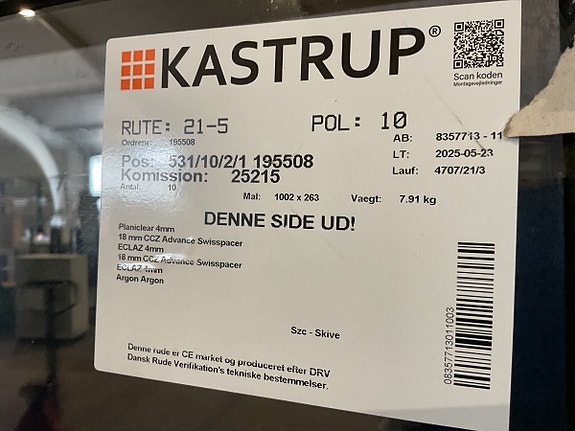 KASTRUP®
Scan koden
Montagevejledninger
RUTE: 21-5 POL: 10
Ordrenr: 195508
AB: 8357713 - 11
Pos: 531/10/2/1 195508
LT: 2025-05-23
Komission: 25215
Lauf: 4707/21/3
Antal: 10
Mal: 1002 x 263 Vaegt: 7.91 kg
DENNE SIDE UD!
Planiclear 4mm
18 mm CCZ Advance Swisspacer
ECLAZ 4mm
18 mm CCZ Advance Swisspacer
ECLAZ 4mm
Argon Argon
Szc - Skive
08357713011003
Denne rude er CE market og produceret efter DRV
Dansk Rude Verifikation's tekniske bestemmelser.